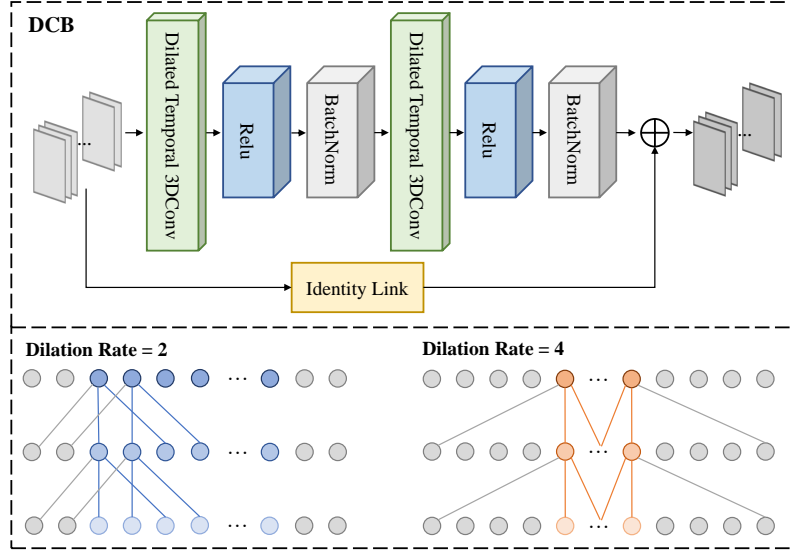 DCB
...
Dilated Temporal 3DConv
Relu
BatchNorm
Dilated Temporal 3DConv
Relu
BatchNorm
...
Identity Link
Dilation Rate = 2
Dilation Rate = 4
...
...
...
...
...
...